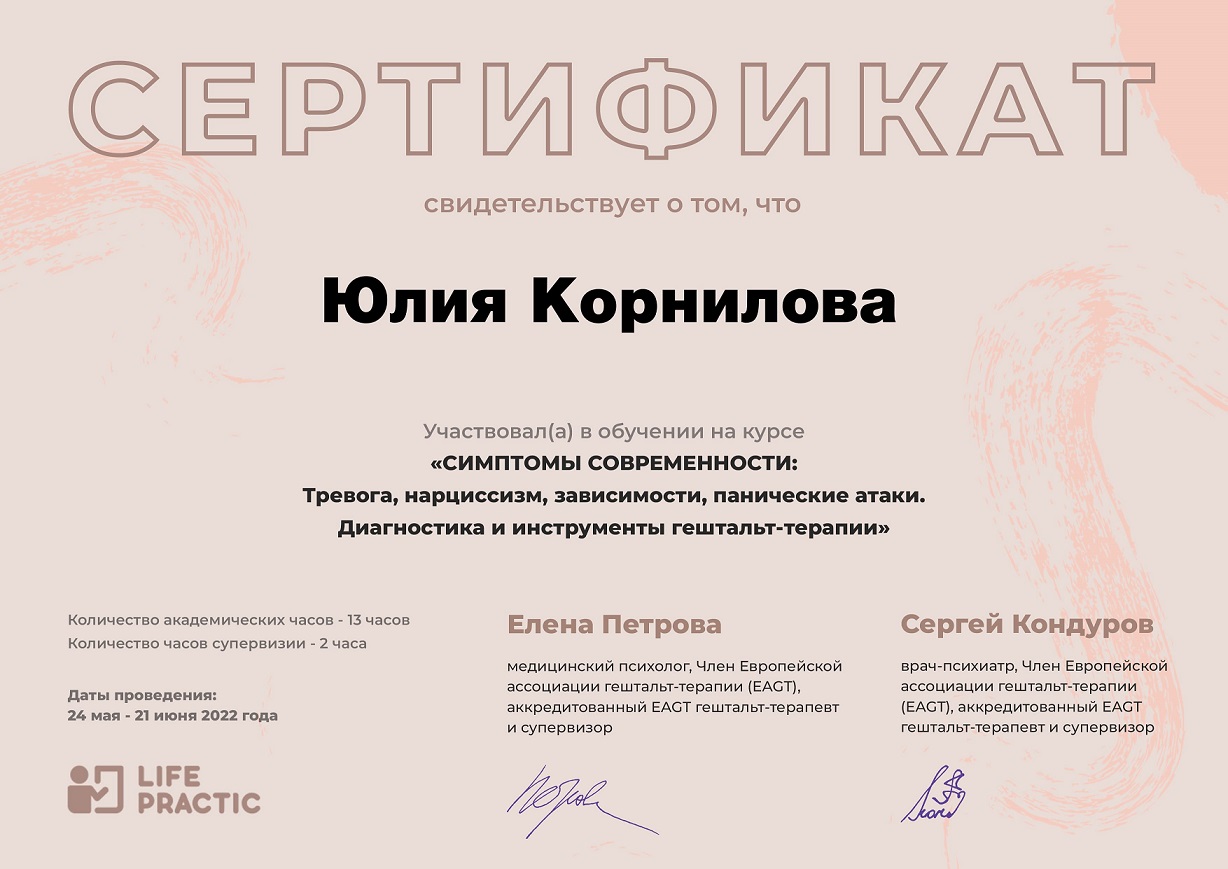 СЕРТИФИКАТ
свидетельствует о том, что
Юлия Корнилова
Участвовал(а) в обучении на курсе
«СИМПТОМЫ СОВРЕМЕННОСТИ:
Тревога, нарциссизм, зависимости, панические атаки.
Диагностика и инструменты гештальт-терапии»
Количество академических часов - 13 часов
Количество часов супервизии - 2 часа
Даты проведения:
24 мая - 21 июня 2022 года
LIFE
PRACTIC
Елена Петрова
медицинский психолог, Член Европейской
ассоциации гештальт-терапии (EAGT),
аккредитованный EAGT гештальт-терапевт
и супервизор
Сергей Кондуров
врач-психиатр, Член Европейской
ассоциации гештальт-терапии
(EAGT), аккредитованный EAGT
гештальт-терапевт и супервизор